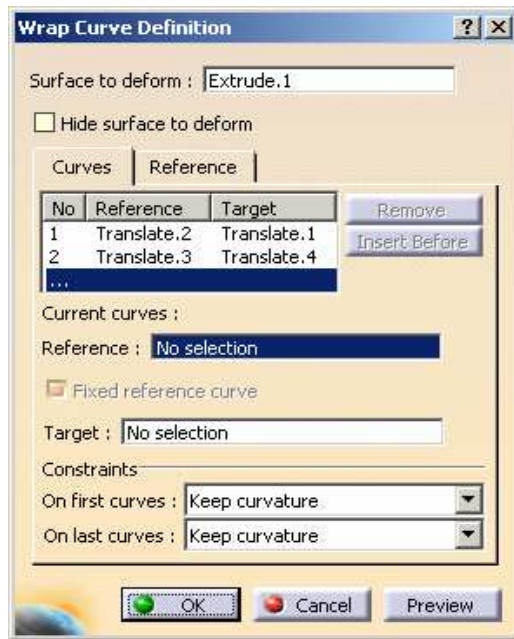 Wrap Curve Definition ? X
Surface to deform : Extrude.1
Hide surface to deform
Curves Reference
No Reference Target Remove
1 Translate.2 Translate.1 Insert Before
2 Translate.3 Translate.4
...
Current curves :
Reference : No selection
Fixed reference curve
Target : No selection
Constraints
On first curves : Keep curvature
On last curves : Keep curvature
OK Cancel Preview